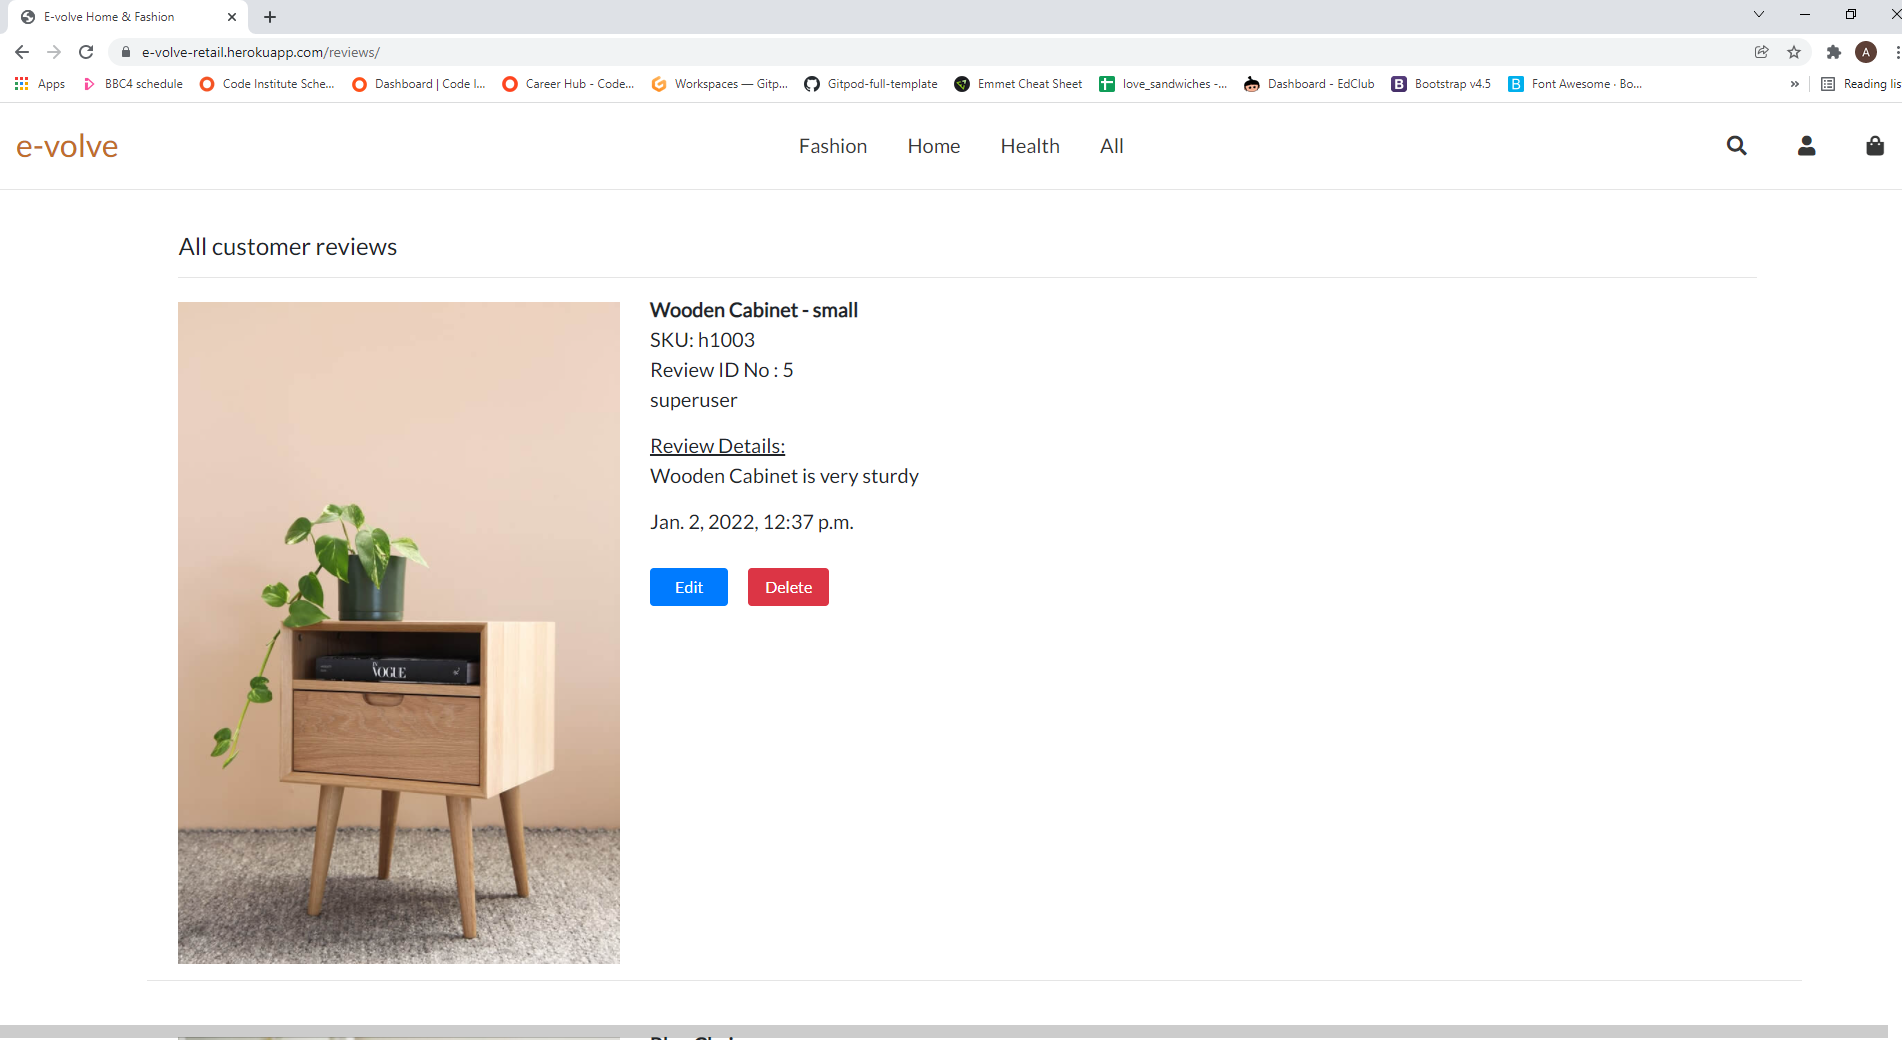 E-volve Home & Fashion
e-volve-retail.herokuapp.com/reviews/
A
Apps BBC4 schedule Code Institute Sche... Dashboard | Code I... Career Hub - Code... Workspaces — Gitp... Gitpod-full-template Emmet Cheat Sheet love_sandwiches -... Dashboard - EdClub B Bootstrap v4.5 B Font Awesome · Bo... » Reading lis
e-volve Fashion Home Health All
All customer reviews
Wooden Cabinet - small
SKU: h1003
Review ID No : 5
superuser
Review Details:
Wooden Cabinet is very sturdy
Jan. 2, 2022, 12:37 p.m.
Edit Delete
VOGUE